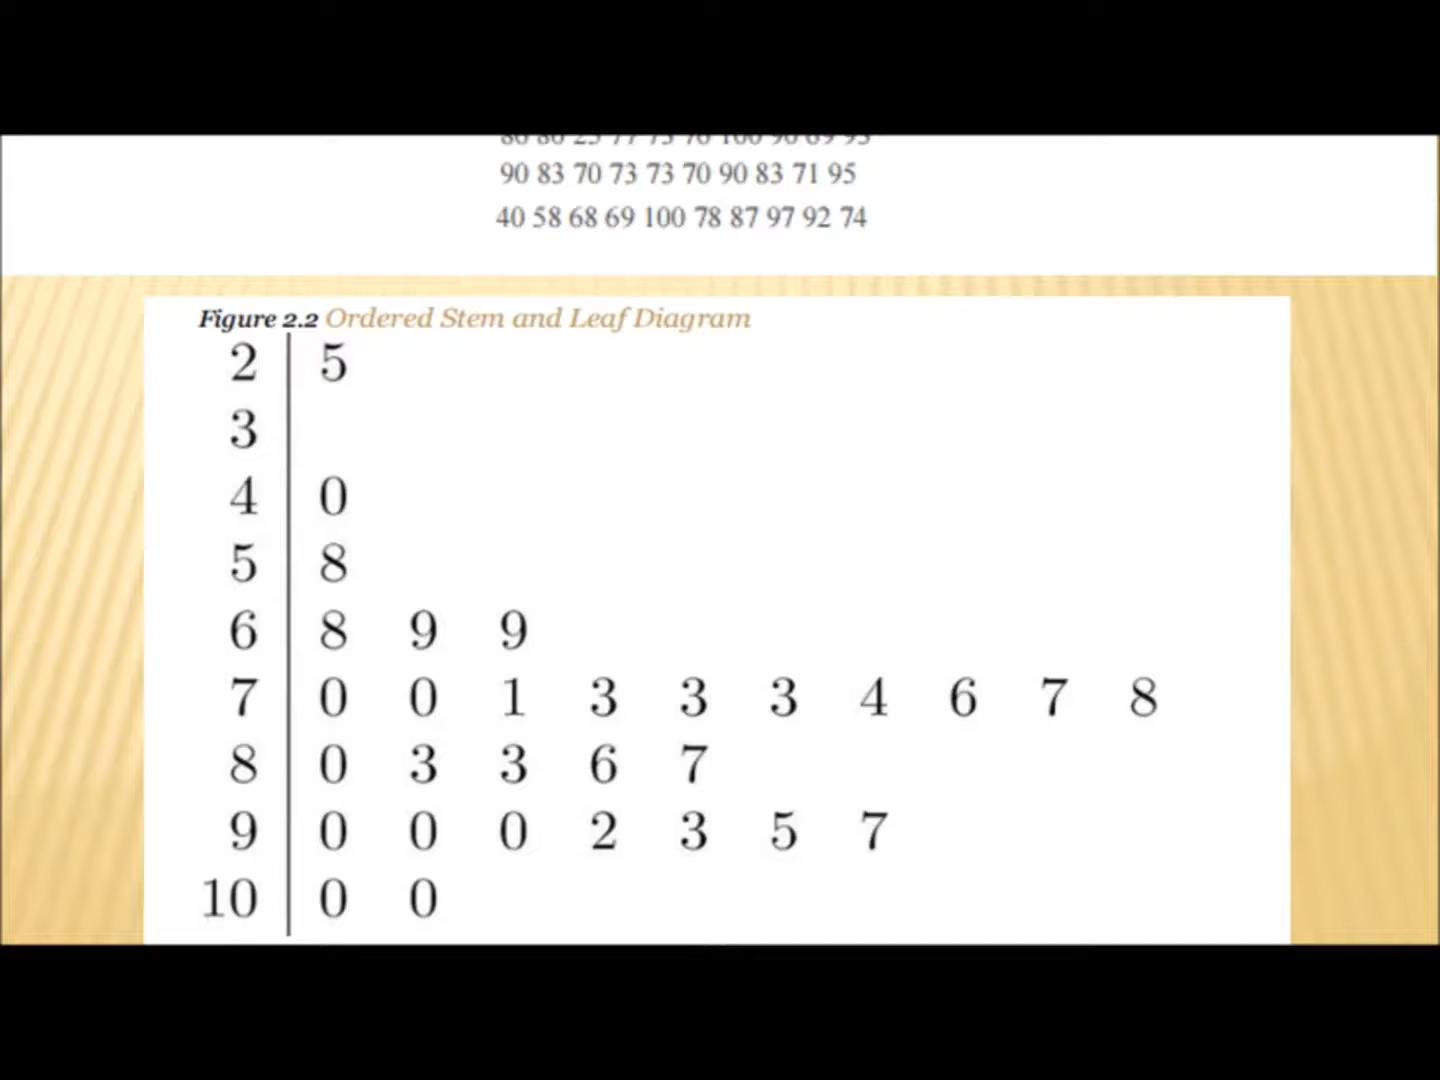 90 83 70 73 73 70 90 83 71 95
40 58 68 69 100 78 87 97 92 74
Figure 2.2 Ordered Stem and Leaf Diagram
2 5
3
4 0
5 8
6 8 9 9
7 0 0 1 3 3 3 4 6 7 8
8 0 3 3 6 7
9 0 0 0 2 3 5 7
10 0 0